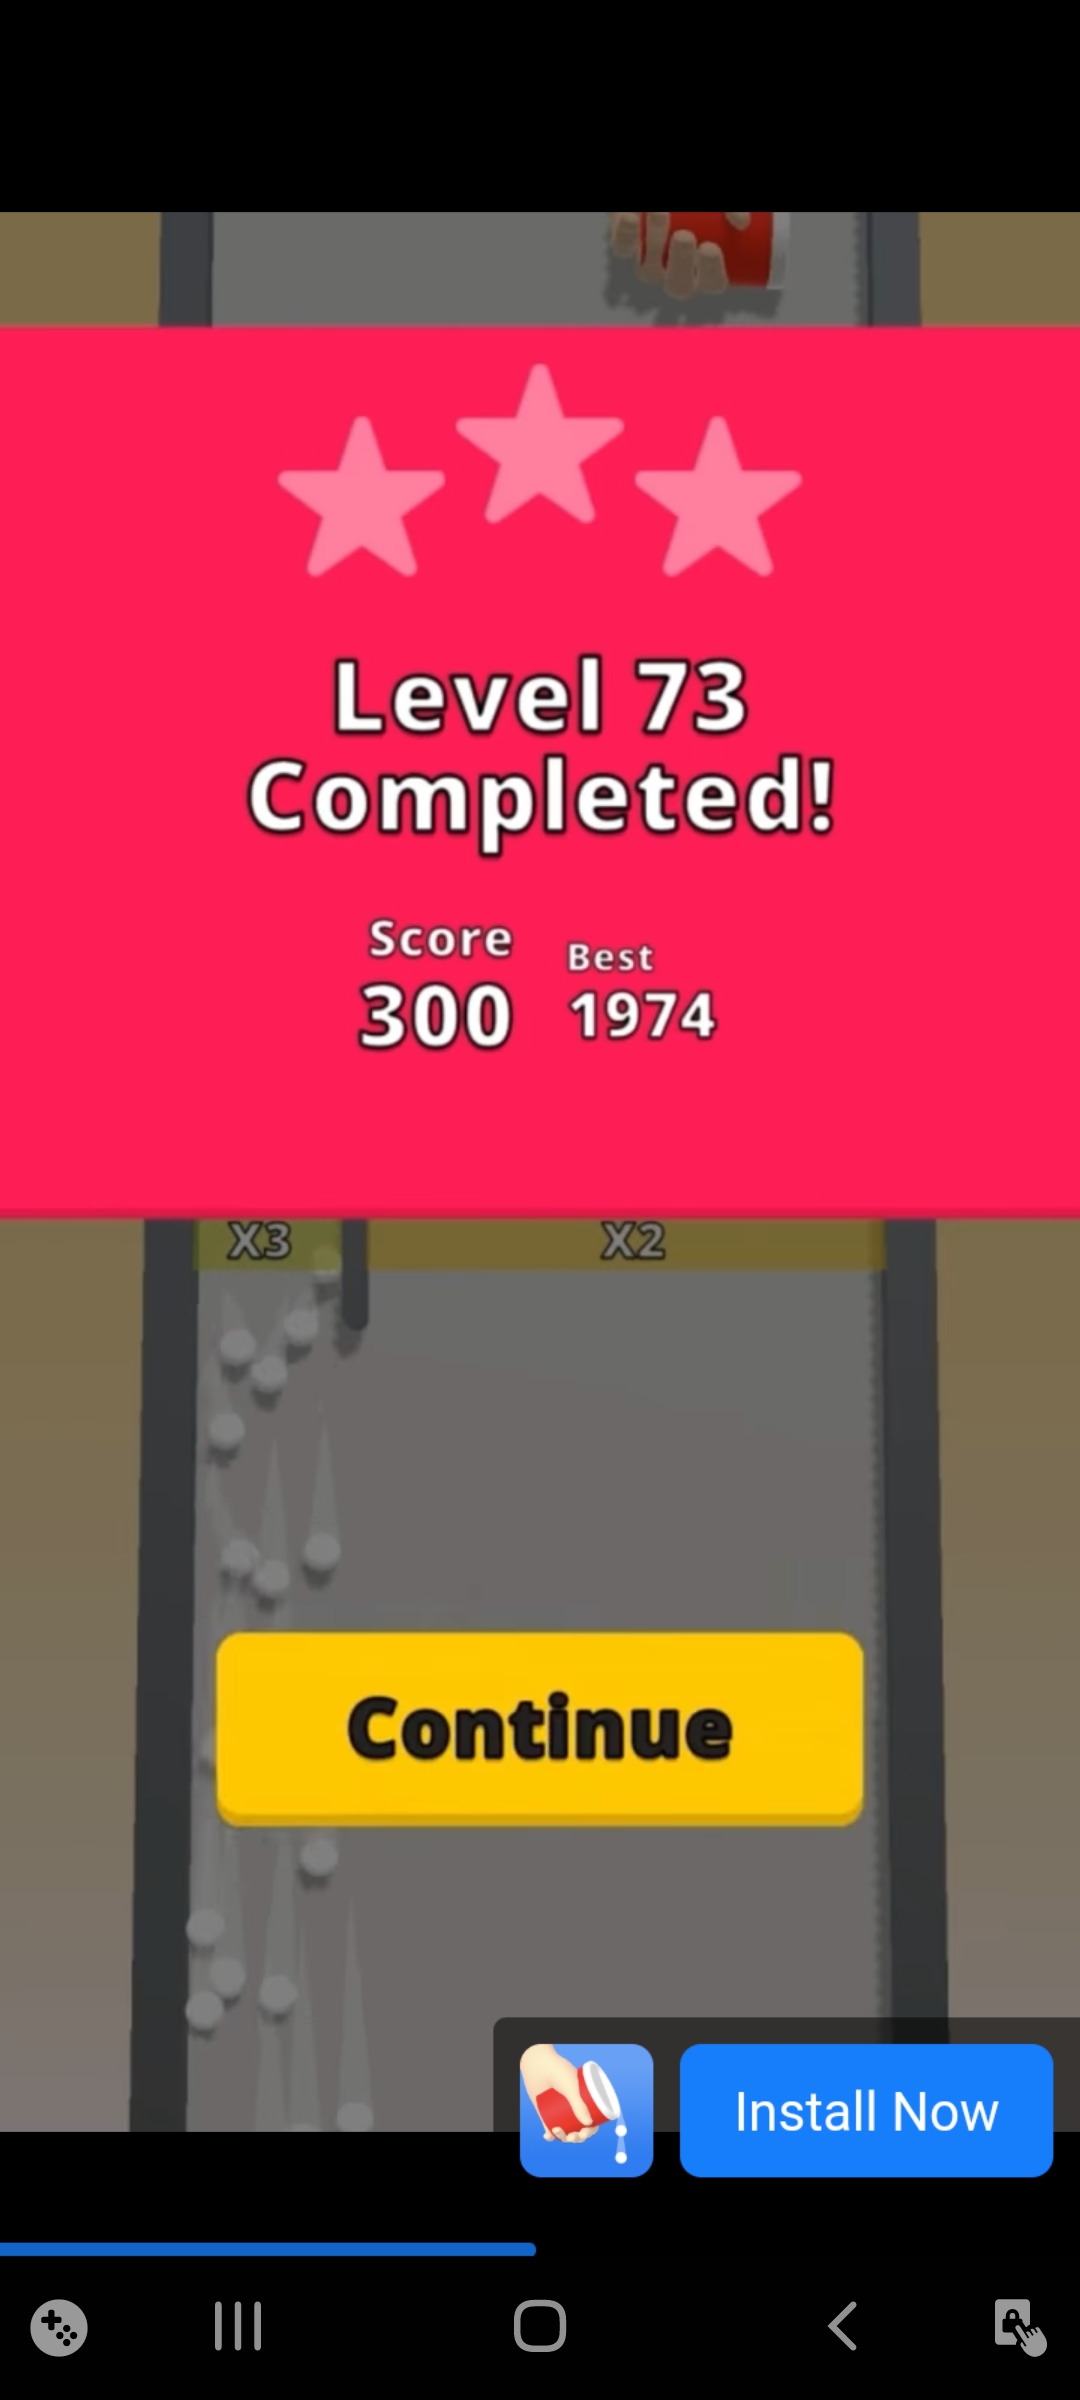 Level 73
Completed!
Score
Best
300
1974
X3
X2
Continue
Install Now